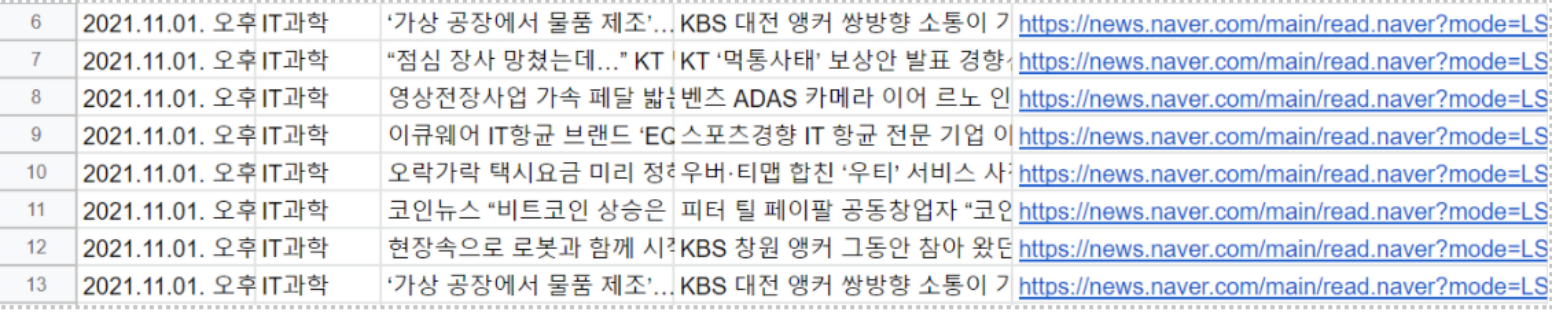 6 2021.11.01. 오후 IT과학 ‘가상 공장에서 물품 제조’... KBS 대전 앵커 쌍방향 소통이 https://news.naver.com/main/read.naver?mode=LS
7 2021.11.01. 오후 IT과학 “점심 장사 망쳤는데...” KT KT ‘먹통사태’ 보상안 발표 경향 https://news.naver.com/main/read.naver?mode=LS
8 2021.11.01. 오후 IT과학 영상전장사업 가속 페달 밟는 벤츠 ADAS 카메라 이어 르노 인 https://news.naver.com/main/read.naver?mode=LS
9 2021.11.01. 오후 IT과학 이큐웨어 IT항균 브랜드 ‘EQ 스포츠경향 IT 항균 전문 기업 이 https://news.naver.com/main/read.naver?mode=LS
10 2021.11.01. 오후 IT과학 오락가락 택시요금 미리 정해 우버·티맵 합친 ‘우티’ 서비스 https://news.naver.com/main/read.naver?mode=LS
11 2021.11.01. 오후 IT과학 코인뉴스 “비트코인 상승은 피터 틸 페이팔 공동창업자 “코인 https://news.naver.com/main/read.naver?mode=LS
12 2021.11.01. 오후 IT과학 현장속으로 로봇과 함께 KBS 창원 앵커 그동안 참아 왔던 https://news.naver.com/main/read.naver?mode=LS
13 2021.11.01. 오후 IT과학 ‘가상 공장에서 물품 제조’... KBS 대전 앵커 쌍방향 소통이 https://news.naver.com/main/read.naver?mode=LS